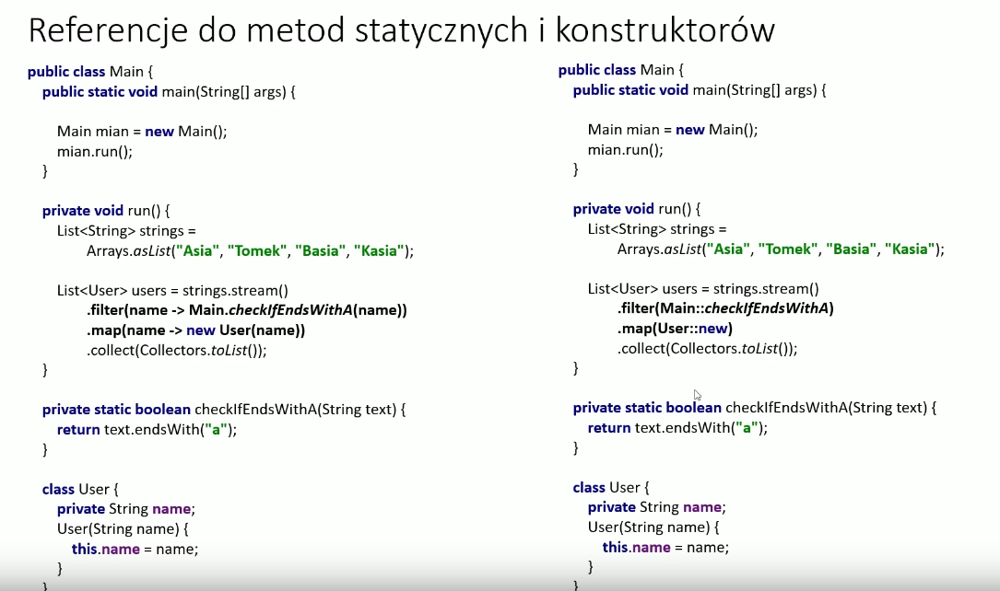 Referencje do metod statycznych i konstruktorów
public class Main {
public static void main(String[] args) {
Main mian = new Main();
mian.run();
}
private void run() {
List<String> strings =
Arrays.asList("Asia", "Tomek", "Basia", "Kasia");
List<User> users = strings.stream()
.filter(name -> Main.checkIfEndsWithA(name))
.map(name -> new User(name))
.collect(Collectors.toList());
}
private static boolean checkIfEndsWithA(String text) {
return text.endsWith("a");
}
class User {
private String name;
User(String name) {
this.name = name;
}
}
public class Main {
public static void main(String[] args) {
Main mian = new Main();
mian.run();
}
private void run() {
List<String> strings =
Arrays.asList("Asia", "Tomek", "Basia", "Kasia");
List<User> users = strings.stream()
.filter(Main::checkIfEndsWithA)
.map(User::new)
.collect(Collectors.toList());
}
private static boolean checkIfEndsWithA(String text) {
return text.endsWith("a");
}
class User {
private String name;
User(String name) {
this.name = name;
}
}